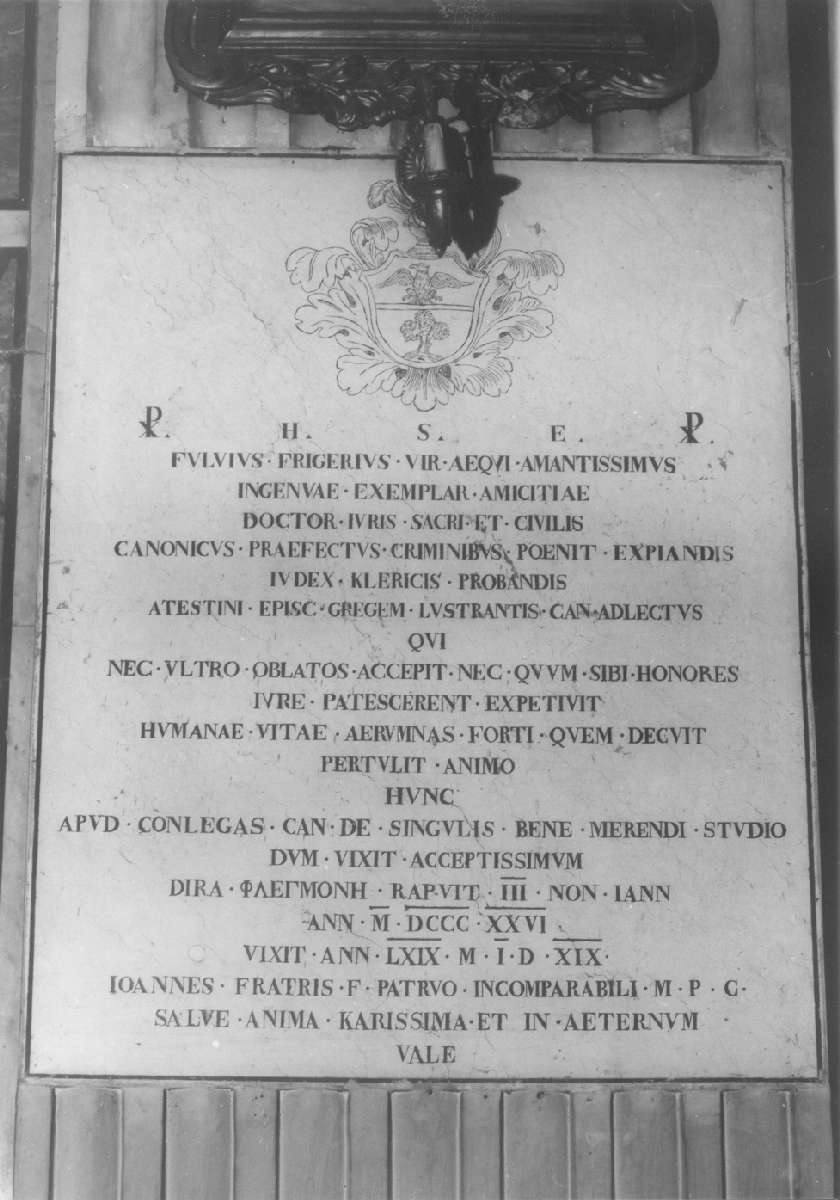 ☧. H. S. E. ☧.
FVLVIVS · FRIGERIVS · VIR · AEQVI · AMANTISSIMVS
INGENVAE · EXEMPLAR · AMICITIAE
DOCTOR · IVRIS · SACRI · ET · CIVILIS
CANONICVS · PRAEFECTVS · CRIMINIBVS · POENIT · EXPIANDIS
IVDEX · KLERICIS · PROBANDIS
ATESTINI · EPISC · GREGEM · LVSTRANTIS · CAN · ADLECTVS
QVI
NEC · VLTRO · OBLATOS · ACCEPIT · NEC · QVVM · SIBI · HONORES
IVRE · PATESCERENT · EXPETIVIT
HVMANAE · VITAE · AERVMNAS · FORTI · QVEM · DECVIT
PERTVLIT · ANIMO
HVNC
APVD · CONLEGAS · CAN · DE · SINGVLIS · BENE · MERENDI · STVDIO
DVM · VIXIT · ACCEPTISSIMVM
DIRA · ΦΛΕΓΜΟΝΗ · RAPVIT · III · NON · IANN
ANN · M · DCCC · XXVI
VIXIT · ANN · LXIX · M · I · D · XIX ·
IOANNES · FRATRIS · F · PATRVO · INCOMPARABILI · M · P · C ·
SALVE · ANIMA · KARISSIMA · ET IN · AETERNVM
VALE